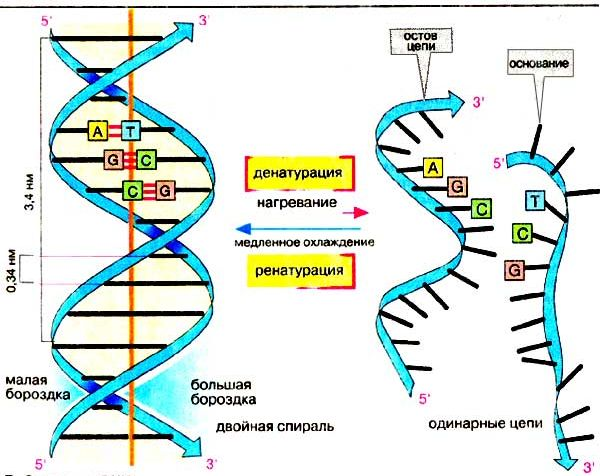 5'
3'
остов
цепи
основание
3'
5'
A T
G C
C G
3,4 нм
0,34 нм
денатурация
нагревание
медленное охлаждение
ренатурация
A
G
C
T
C
G
малая
бороздка
большая
бороздка
двойная спираль
5'
одинарные цепи
5'
3'
3'